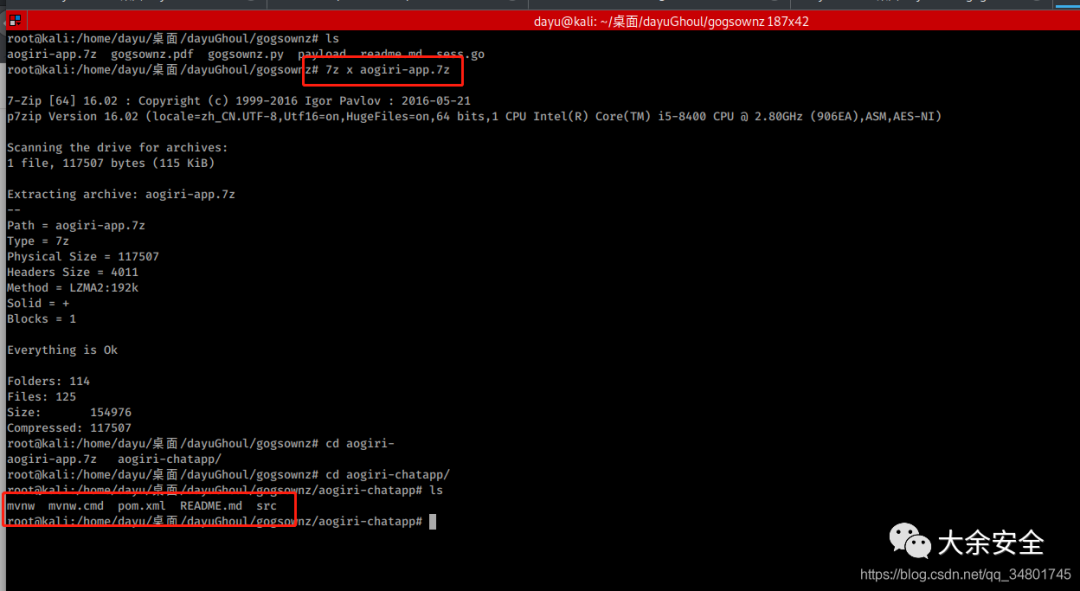 dayu@kali: ~/桌面/dayuGhoul/gogsownz 187x42
root@kali:/home/dayu/桌面/dayuGhoul/gogsownz# ls
aogiri-app.7z  gogsownz.pdf  gogsownz.py  payload  readme.md  sess.go
root@kali:/home/dayu/桌面/dayuGhoul/gogsownz# 7z x aogiri-app.7z
7-Zip [64] 16.02 : Copyright (c) 1999-2016 Igor Pavlov : 2016-05-21
p7zip Version 16.02 (locale=zh_CN.UTF-8,Utf16=on,HugeFiles=on,64 bits,1 CPU Intel(R) Core(TM) i5-8400 CPU @ 2.80GHz (906EA),ASM,AES-NI)
Scanning the drive for archives:
1 file, 117507 bytes (115 KiB)
Extracting archive: aogiri-app.7z
--
Path = aogiri-app.7z
Type = 7z
Physical Size = 117507
Headers Size = 4011
Method = LZMA2:192k
Solid = +
Blocks = 1
Everything is Ok
Folders: 114
Files: 125
Size:       154976
Compressed: 117507
root@kali:/home/dayu/桌面/dayuGhoul/gogsownz# cd aogiri-
aogiri-app.7z   aogiri-chatapp/
root@kali:/home/dayu/桌面/dayuGhoul/gogsownz# cd aogiri-chatapp/
root@kali:/home/dayu/桌面/dayuGhoul/gogsownz/aogiri-chatapp# ls
mvnw  mvnw.cmd  pom.xml  README.md  src
root@kali:/home/dayu/桌面/dayuGhoul/gogsownz/aogiri-chatapp#
大余安全
https://blog.csdn.net/qq_34801745